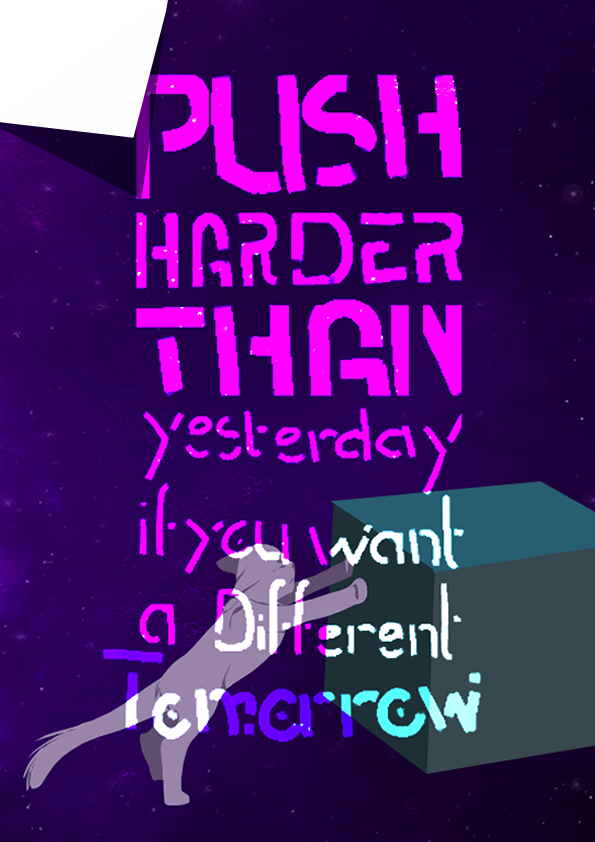 PUSH
HARDER
THAN
yesterday
if you want
a Different
Tomorrow